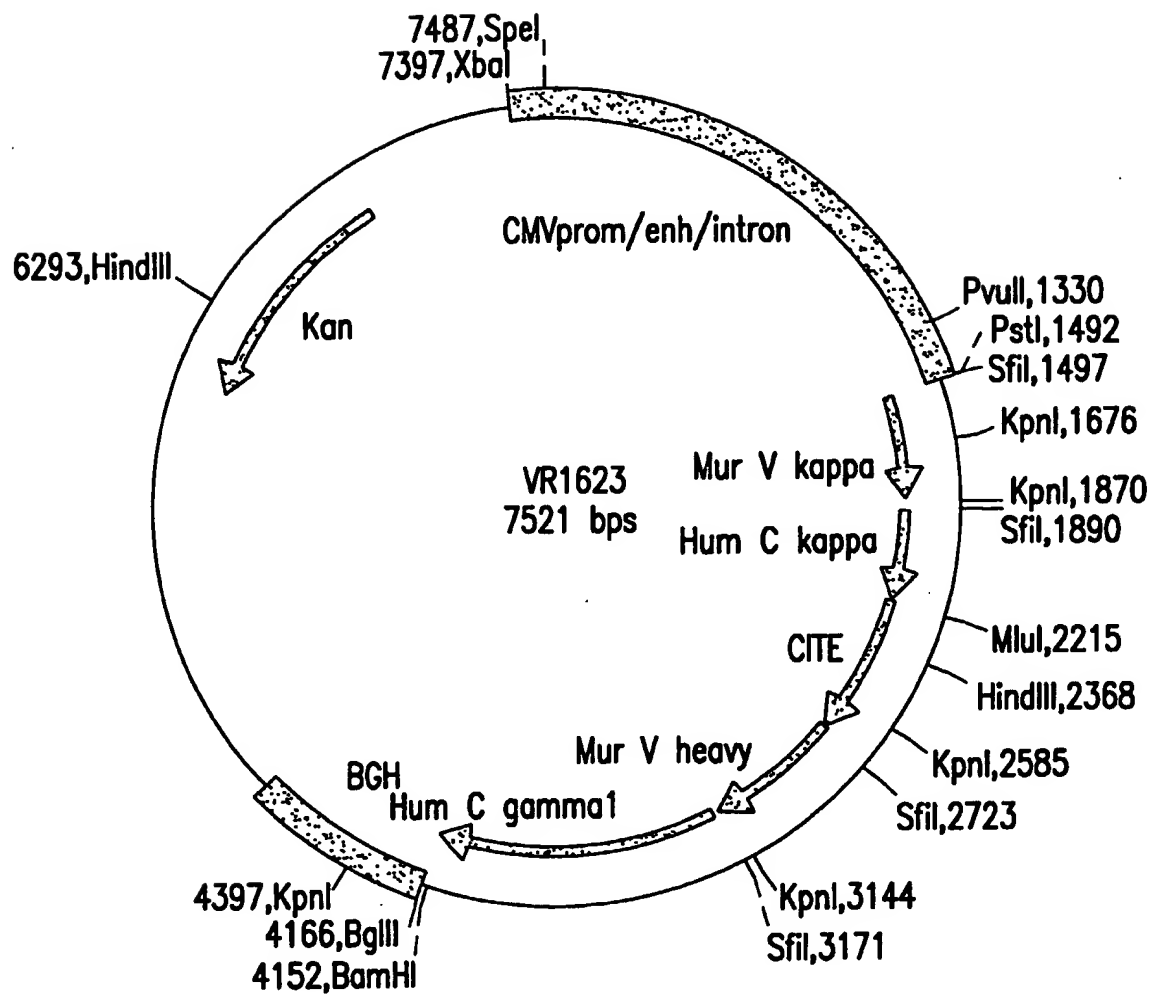 7487,SpeI
7397,XbaI
CMVprom/enh/intron
6293,HindIII
Kan
PvuII,1330
PstI,1492
SfiI,1497
KpnI,1676
Mur V kappa
VR1623
7521 bps
KpnI,1870
SfiI,1890
Hum C kappa
MluI,2215
CITE
HindIII,2368
Mur V heavy
KpnI,2585
BGH
Hum C gamma1
SfiI,2723
4397,KpnI
KpnI,3144
4166,BglII
SfiI,3171
4152,BamHI